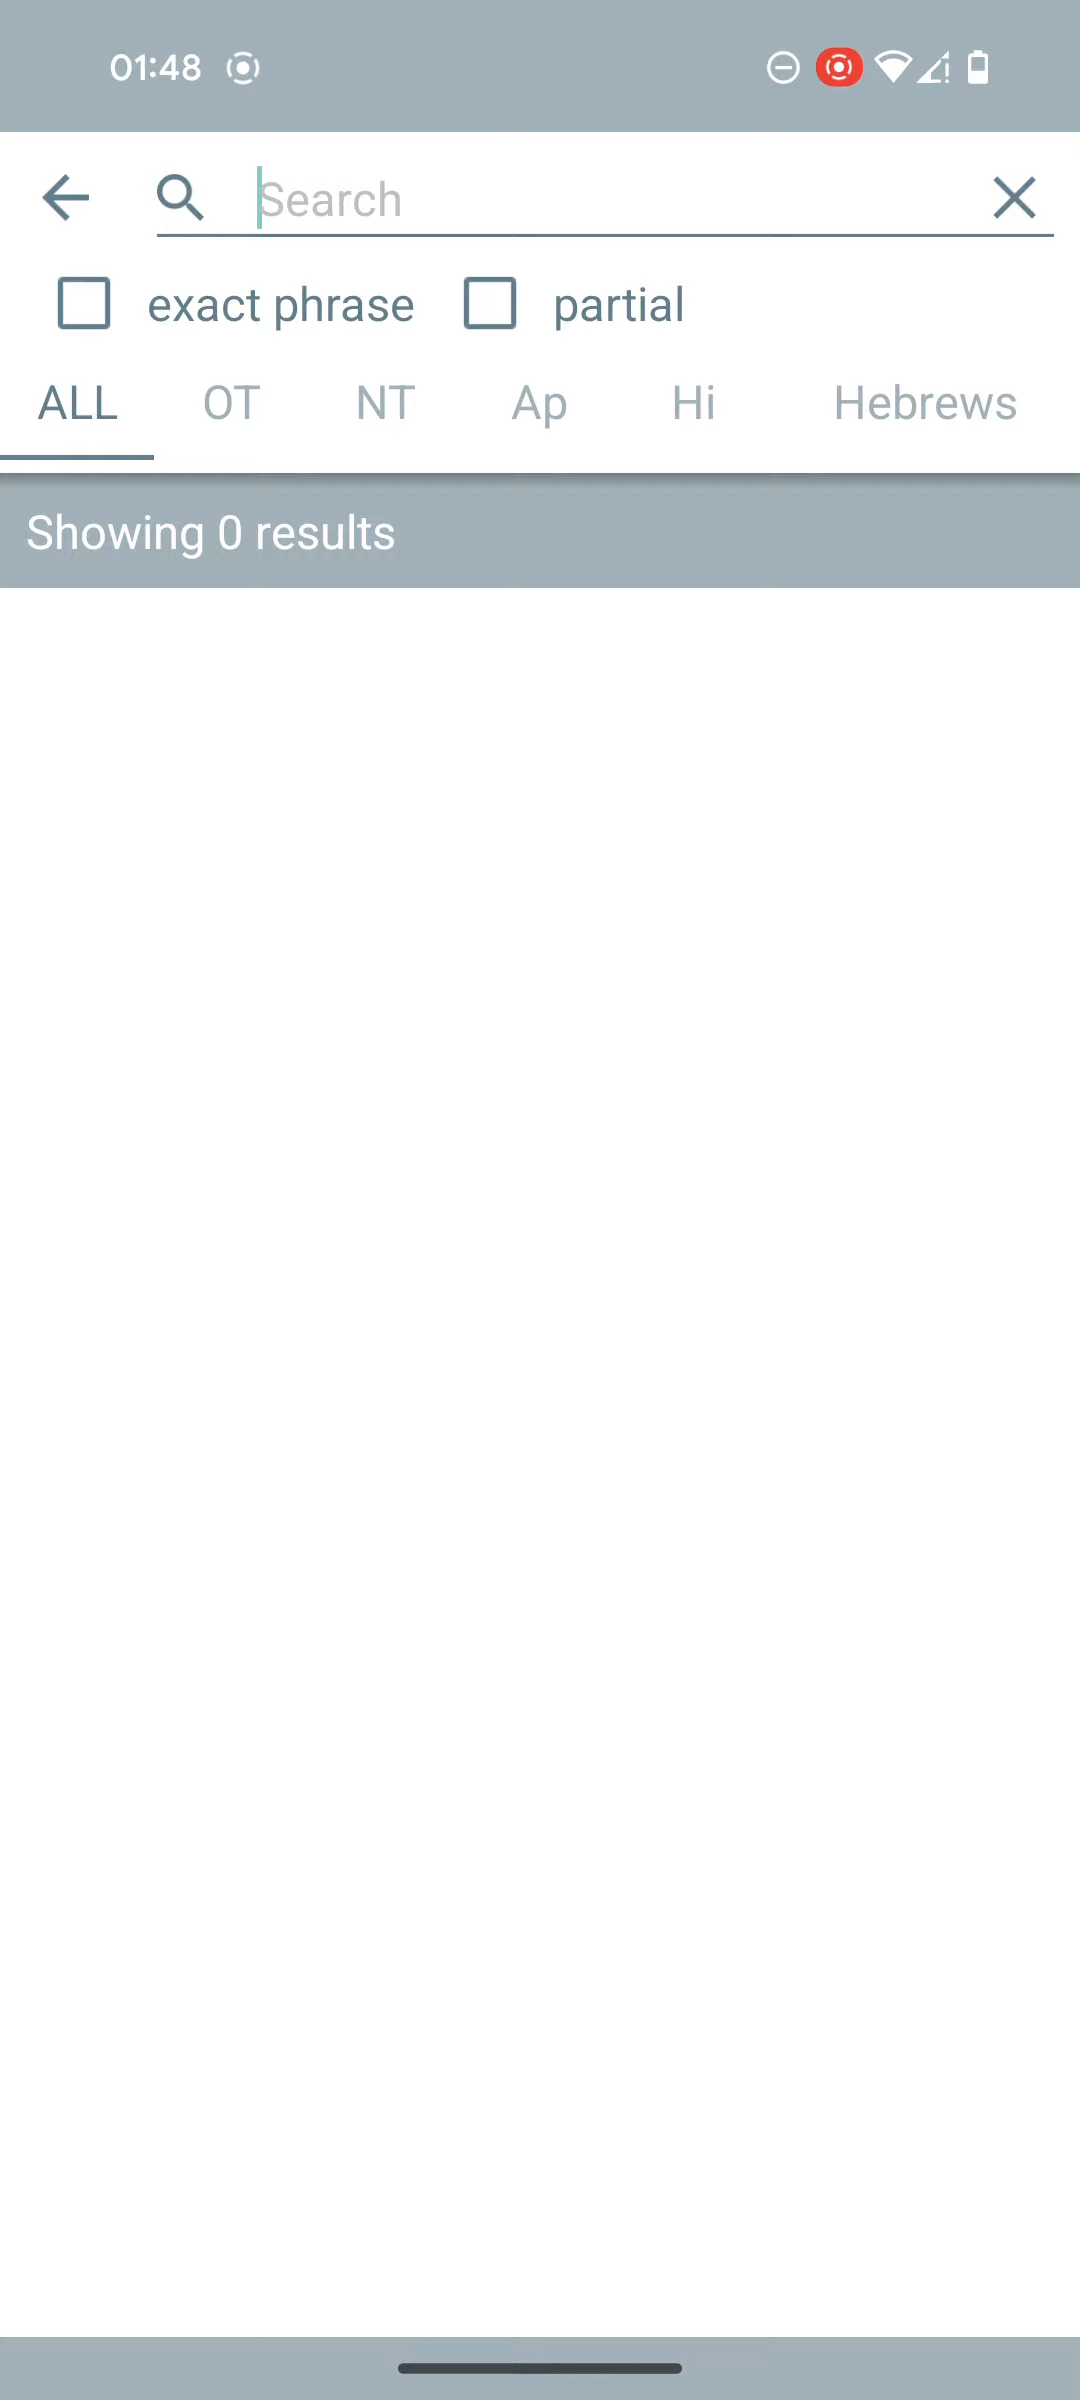 01:48
Search
exact phrase partial
ALL OT NT Ap Hi Hebrews
Showing 0 results